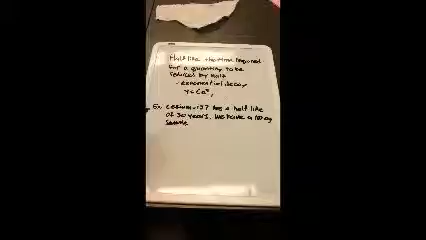 Half life the time required
for a quantity to be
reduced by half
- exponential decay
y=Ce
Ex Cesium-137 has a half life
of 30 years. We have a 100g
sample